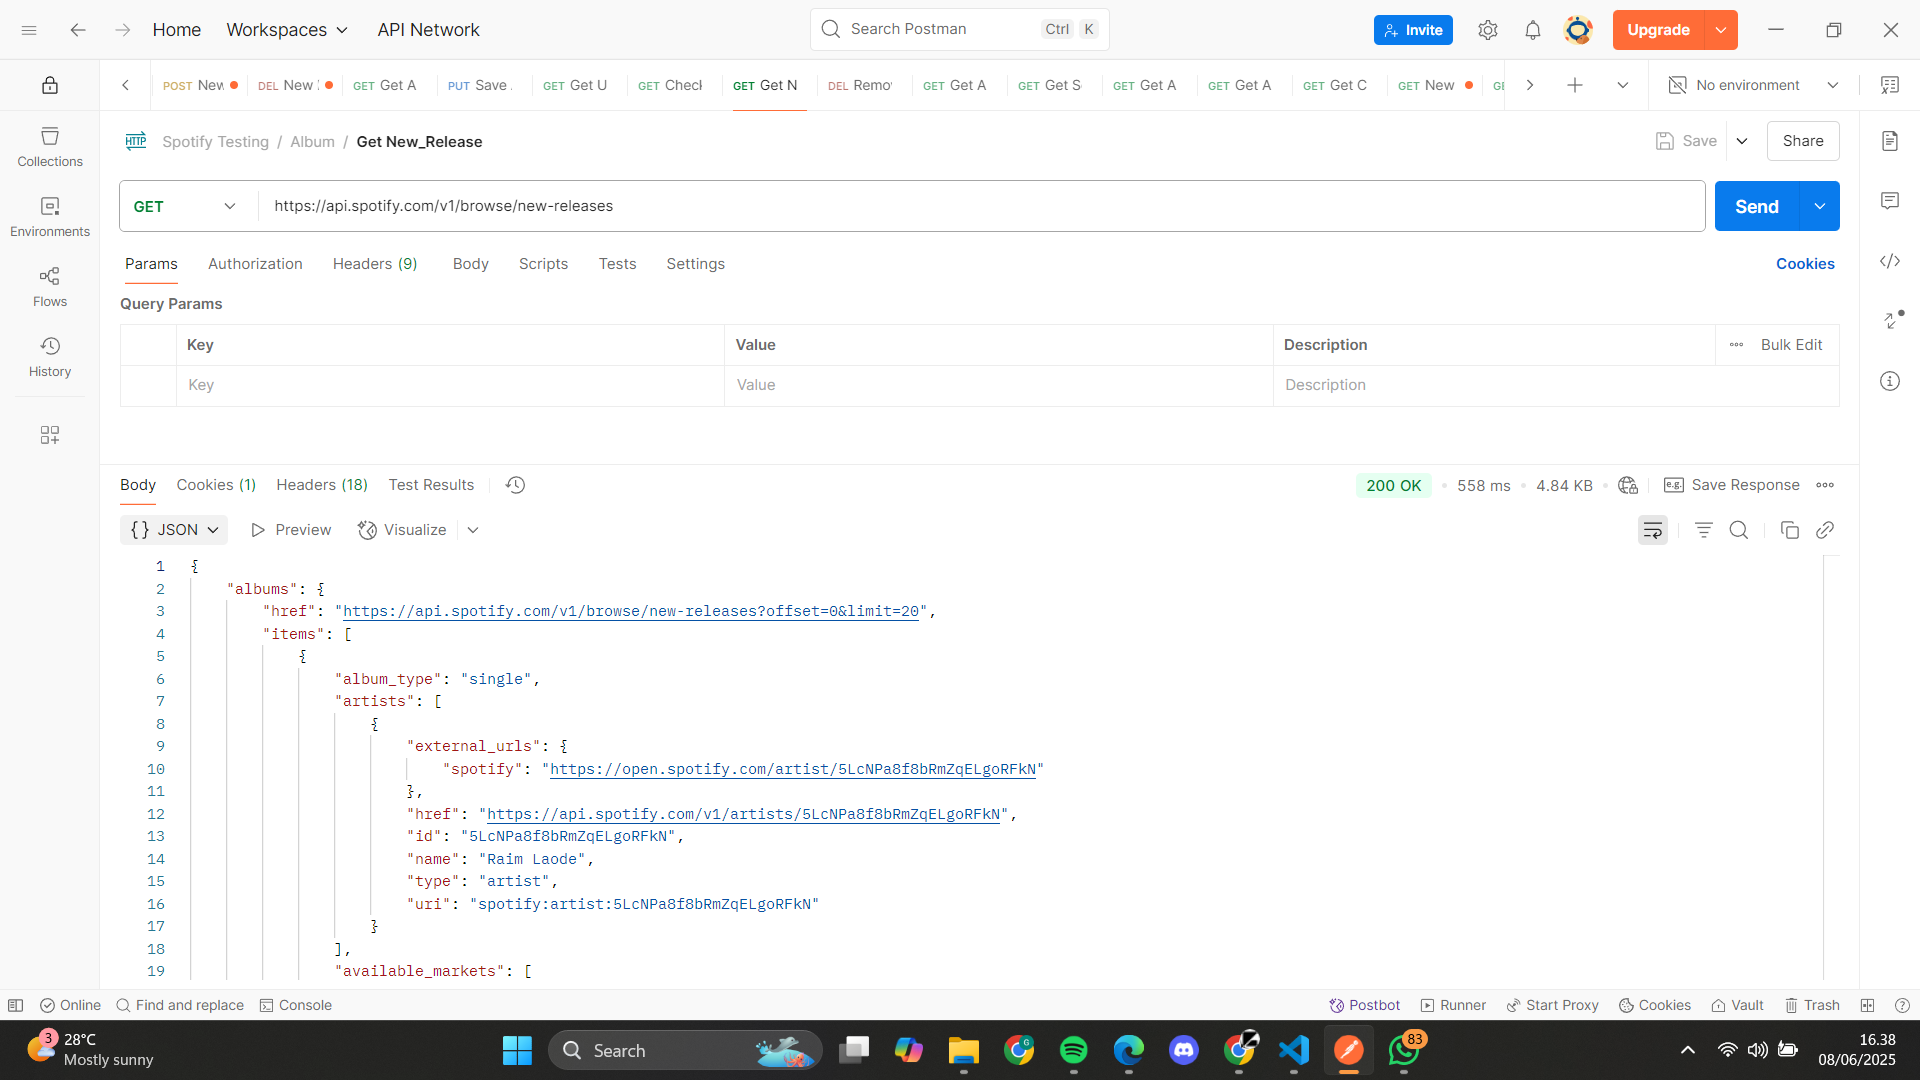 Home
Workspaces
API Network
Search Postman
Ctrl
K
Invite
Upgrade
POST New
DEL New
GET Get A
PUT Save .
GET Get U
GET Check
GET Get N
DEL Remo
GET Get A
GET Get S
GET Get A
GET Get A
GET Get C
GET New
GE
No environment
HTTP
Spotify Testing / Album / Get New_Release
Save
Share
Collections
Environments
Flows
History
GET
https://api.spotify.com/v1/browse/new-releases
Send
Params
Authorization
Headers (9)
Body
Scripts
Tests
Settings
Cookies
Query Params
Key
Value
Description
Bulk Edit
Key
Value
Description
Body
Cookies (1)
Headers (18)
Test Results
200 OK
558 ms
4.84 KB
e.g.
Save Response
{} JSON
Preview
Visualize
1 {
2 "albums": {
3 "href": "https://api.spotify.com/v1/browse/new-releases?offset=0&limit=20",
4 "items": [
5 {
6 "album_type": "single",
7 "artists": [
8 {
9 "external_urls": {
10 "spotify": "https://open.spotify.com/artist/5LcNPa8f8bRmZqELgoRFkN"
11 },
12 "href": "https://api.spotify.com/v1/artists/5LcNPa8f8bRmZqELgoRFkN",
13 "id": "5LcNPa8f8bRmZqELgoRFkN",
14 "name": "Raim Laode",
15 "type": "artist",
16 "uri": "spotify:artist:5LcNPa8f8bRmZqELgoRFkN"
17 }
18 ],
19 "available_markets": [
Online
Find and replace
Console
Postbot
Runner
Start Proxy
Cookies
Vault
Trash
3
28°C
Mostly sunny
Search
G
83
16.38
08/06/2025